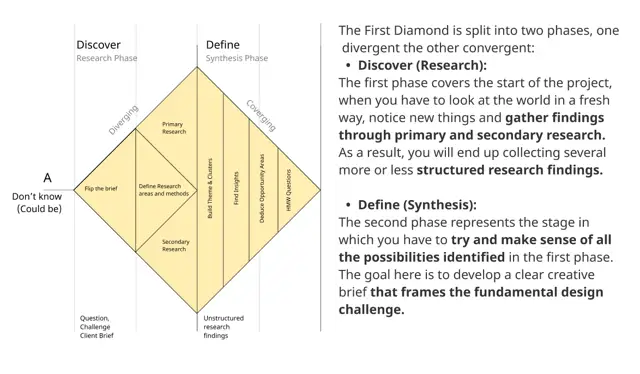 Discover
Research Phase
Define
Synthesis Phase
Diverging
Coverging
Primary
Research
A
Don't know
(Could be)
Flip the brief
Define Research
areas and methods
Secondary
Research
Build Theme & Clusters
Find Insights
Deduce Opportunity Areas
HMW Questions
Question,
Challenge
Client Brief
Unstructured
research
findings
The First Diamond is split into two phases, one
divergent the other convergent:
• Discover (Research):
The first phase covers the start of the project,
when you have to look at the world in a fresh
way, notice new things and gather findings
through primary and secondary research.
As a result, you will end up collecting several
more or less structured research findings.
• Define (Synthesis):
The second phase represents the stage in
which you have to try and make sense of all
the possibilities identified in the first phase.
The goal here is to develop a clear creative
brief that frames the fundamental design
challenge.